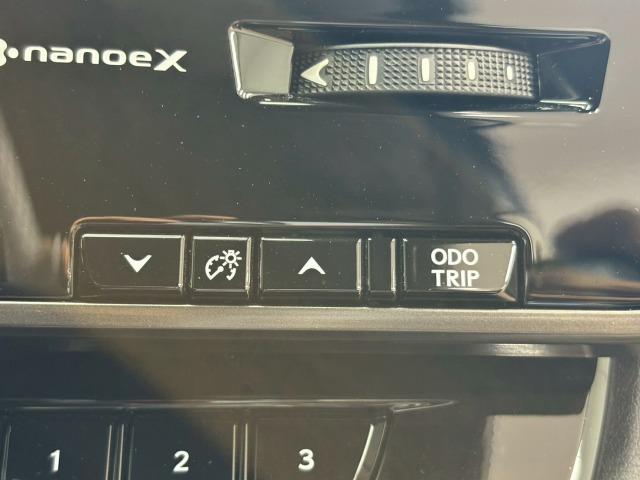 nanoeX
ODO
TRIP
1 2 3